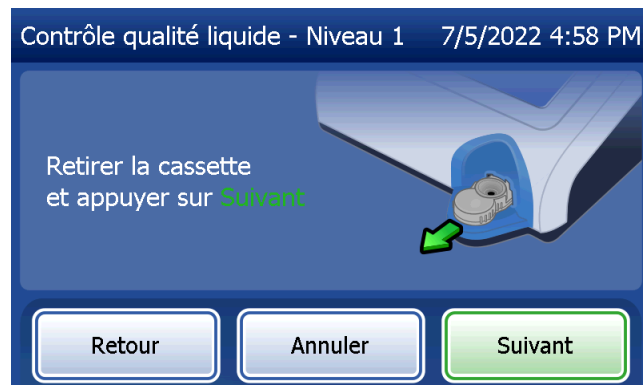 Contrôle qualité liquide - Niveau 1 7/5/2022 4:58 PM
Retirer la cassette
et appuyer sur Suivant
Retour Annuler Suivant